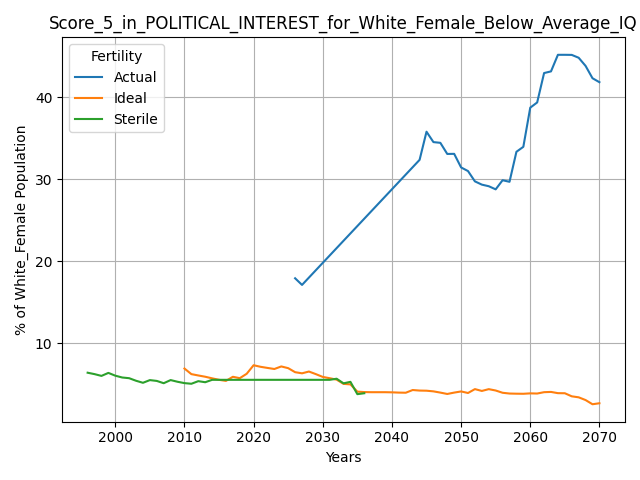 Score_5_in_POLITICAL_INTEREST_for_White_Female_Below_Average_IQ
Fertility
Actual
Ideal
Sterile
% of White_Female Population
40
30
20
10
2000
2010
2020
2030
2040
2050
2060
2070
Years